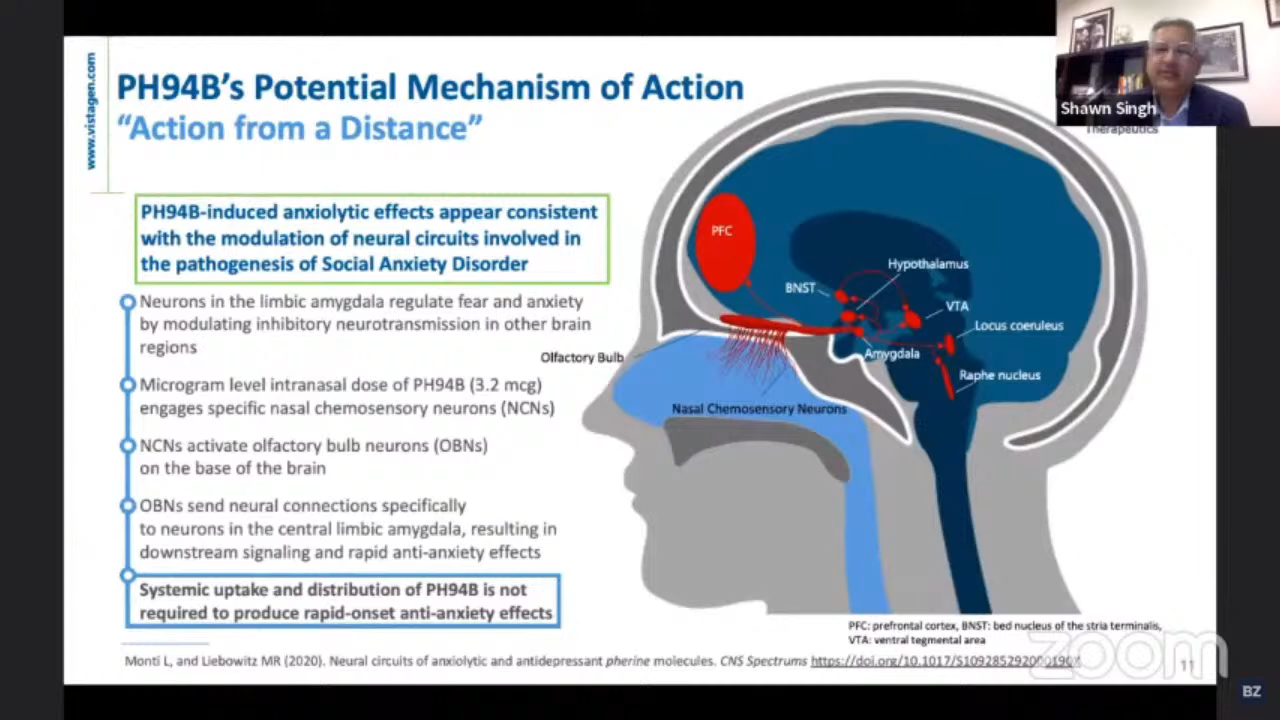 www.vistagen.com
PH94B's Potential Mechanism of Action
“Action from a Distance”
Shawn Singh
Therapeutics
PH94B-induced anxiolytic effects appear consistent
with the modulation of neural circuits involved in
the pathogenesis of Social Anxiety Disorder
Neurons in the limbic amygdala regulate fear and anxiety
by modulating inhibitory neurotransmission in other brain
regions
Microgram level intranasal dose of PH94B (3.2 mcg)
engages specific nasal chemosensory neurons (NCNs)
NCNs activate olfactory bulb neurons (OBNs)
on the base of the brain
OBNs send neural connections specifically
to neurons in the central limbic amygdala, resulting in
downstream signaling and rapid anti-anxiety effects
Systemic uptake and distribution of PH94B is not
required to produce rapid-onset anti-anxiety effects
PFC
Hypothalamus
BNST
VTA
Locus coeruleus
Olfactory Bulb
Amygdala
Raphe nucleus
Nasal Chemosensory Neurons
PFC: prefrontal cortex, BNST: bed nucleus of the stria terminalis,
VTA: ventral tegmental area
Monti L, and Liebowitz MR (2020). Neural circuits of anxiolytic and antidepressant pherine molecules. CNS Spectrums
zoom
11
BZ